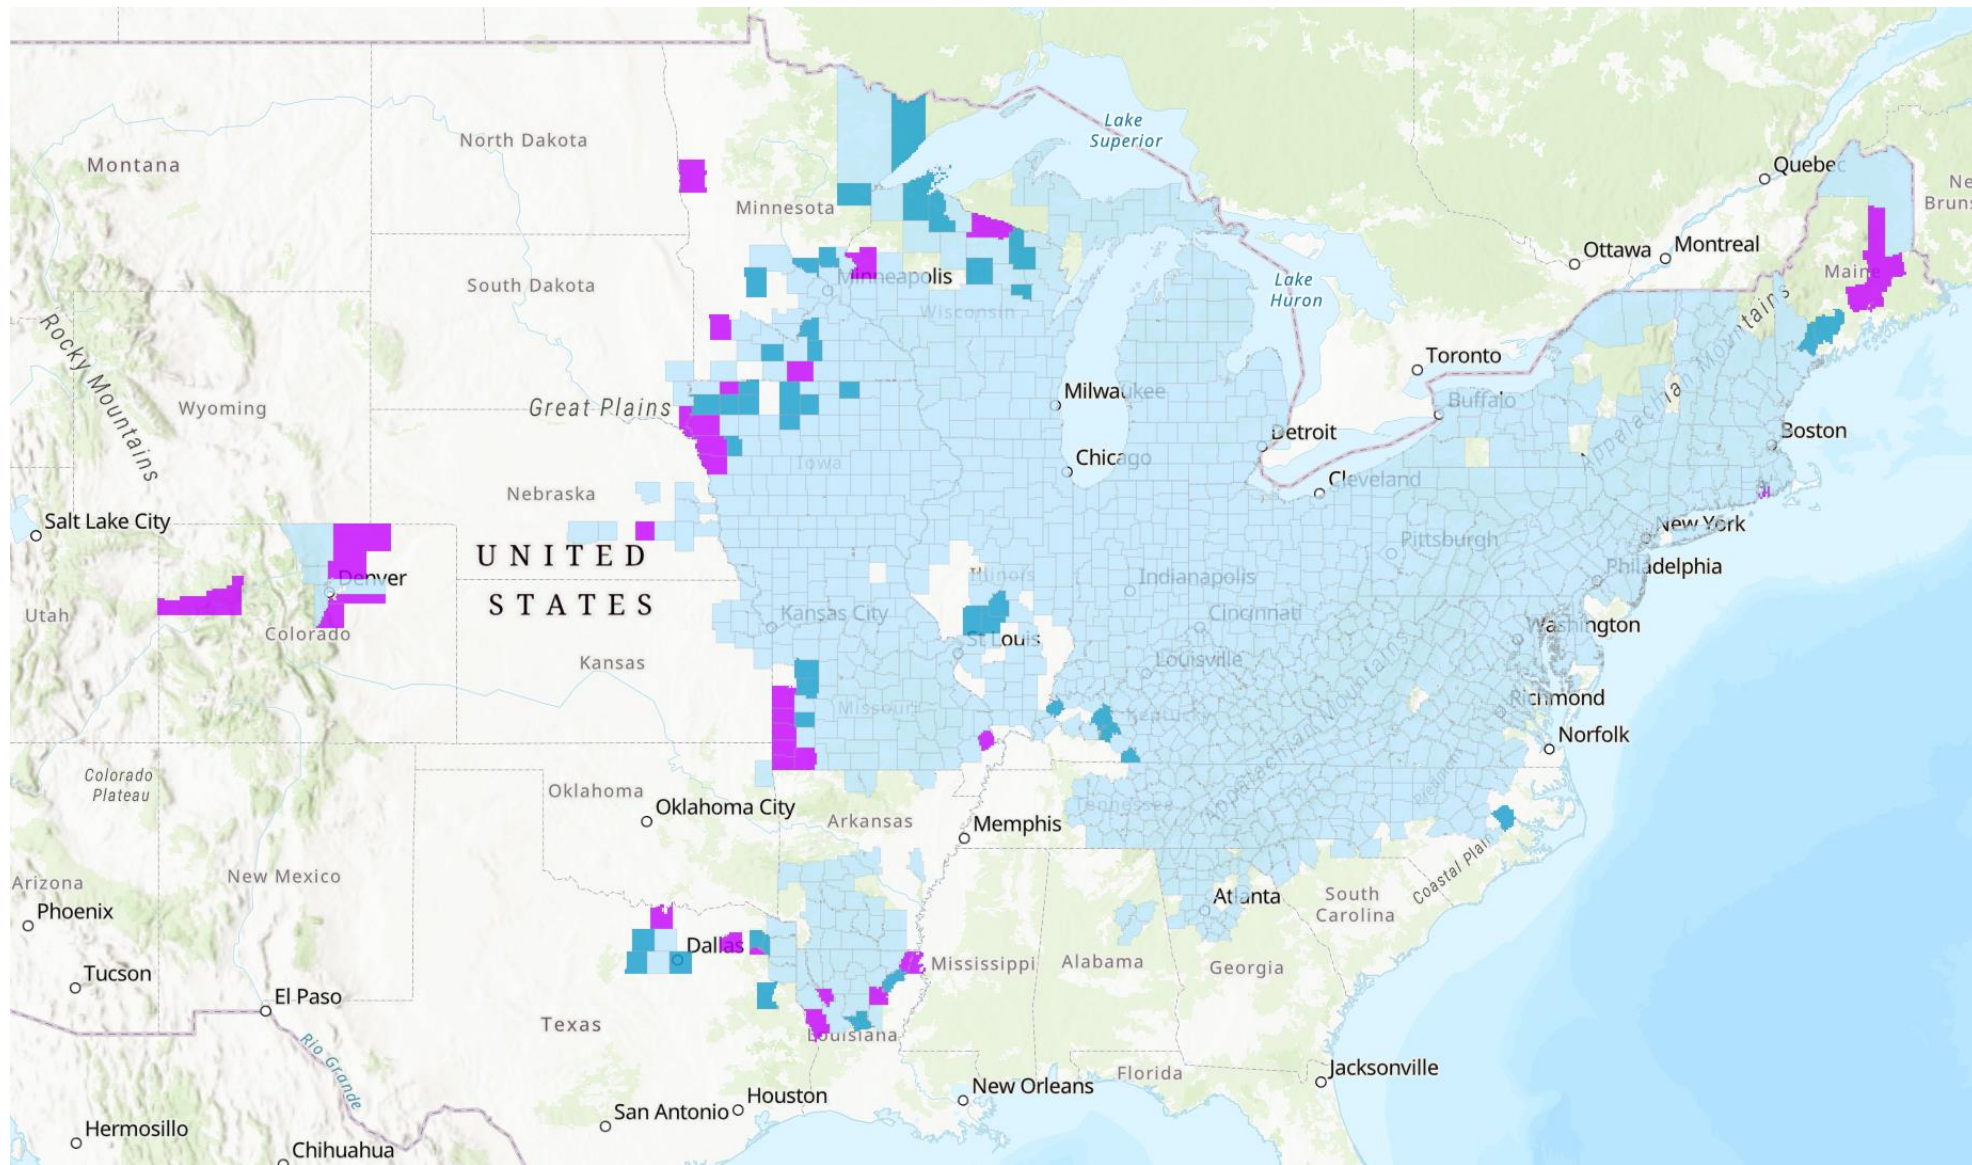 Lake
Superior
North Dakota
Montana
Quebec
Ne
Bruns
Minnesota
Ottawa
Montreal
Maine
Minneapolis
South Dakota
Lake
Huron
Wisconsin
Rocky Mountains
Toronto
Wyoming
Great Plains
Milwaukee
Buffalo
Appalachian Mountains
Detroit
Boston
Chicago
Iowa
Cleveland
Nebraska
Salt Lake City
New York
UNITED
STATES
Pittsburgh
Denver
Illinois
Indianapolis
Philadelphia
Utah
Colorado
Kansas City
Cincinnati
Washington
St Louis
Kansas
Louisville
Appalachian Mountains
Richmond
Missouri
Kentucky
Norfolk
Colorado
Plateau
Oklahoma
Oklahoma City
Arkansas
Tennessee
Piedmont
Memphis
Coastal Plain
Arizona
New Mexico
Phoenix
Atlanta
South
Carolina
Dallas
Mississippi
Alabama
Georgia
Tucson
El Paso
Texas
Louisiana
Rio Grande
Florida
Jacksonville
New Orleans
Houston
San Antonio
Hermosillo
Chihuahua